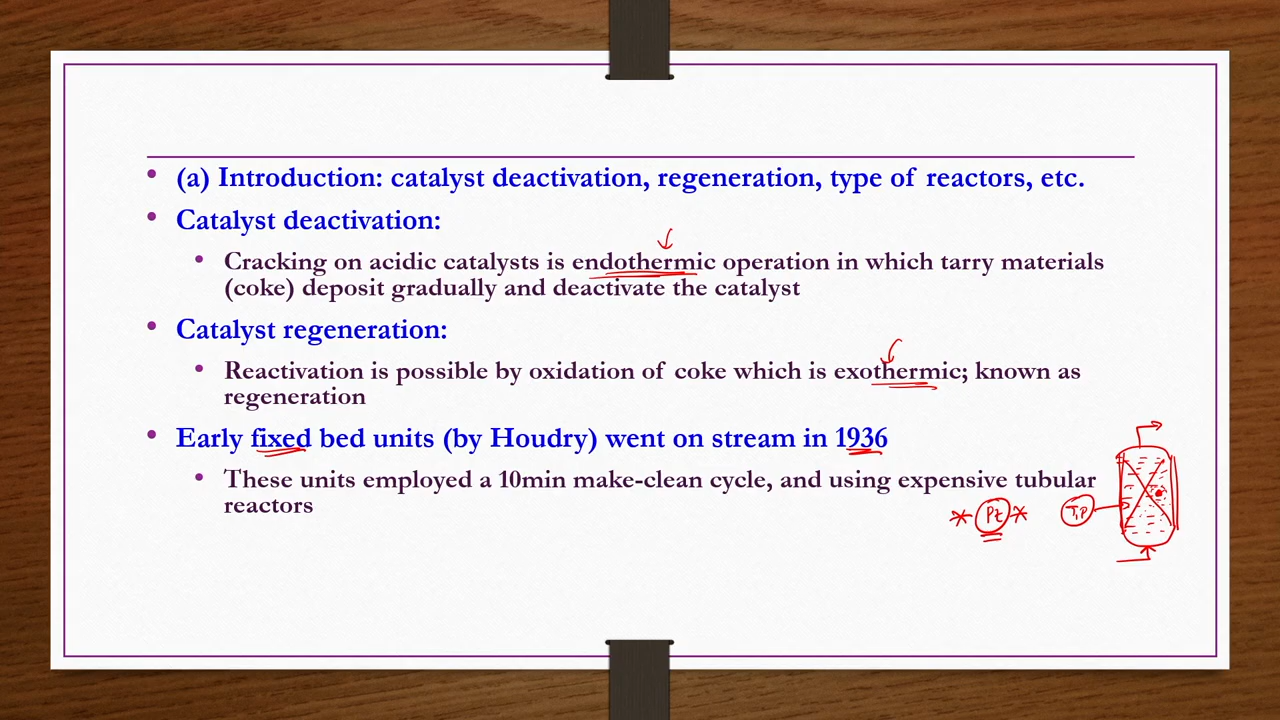 • (a) Introduction: catalyst deactivation, regeneration, type of reactors, etc.
• Catalyst deactivation:
• Cracking on acidic catalysts is endothermic operation in which tarry materials
(coke) deposit gradually and deactivate the catalyst
• Catalyst regeneration:
• Reactivation is possible by oxidation of coke which is exothermic; known as
regeneration
• Early fixed bed units (by Houdry) went on stream in 1936
• These units employed a 10min make-clean cycle, and using expensive tubular
reactors
* Pt *
T,P